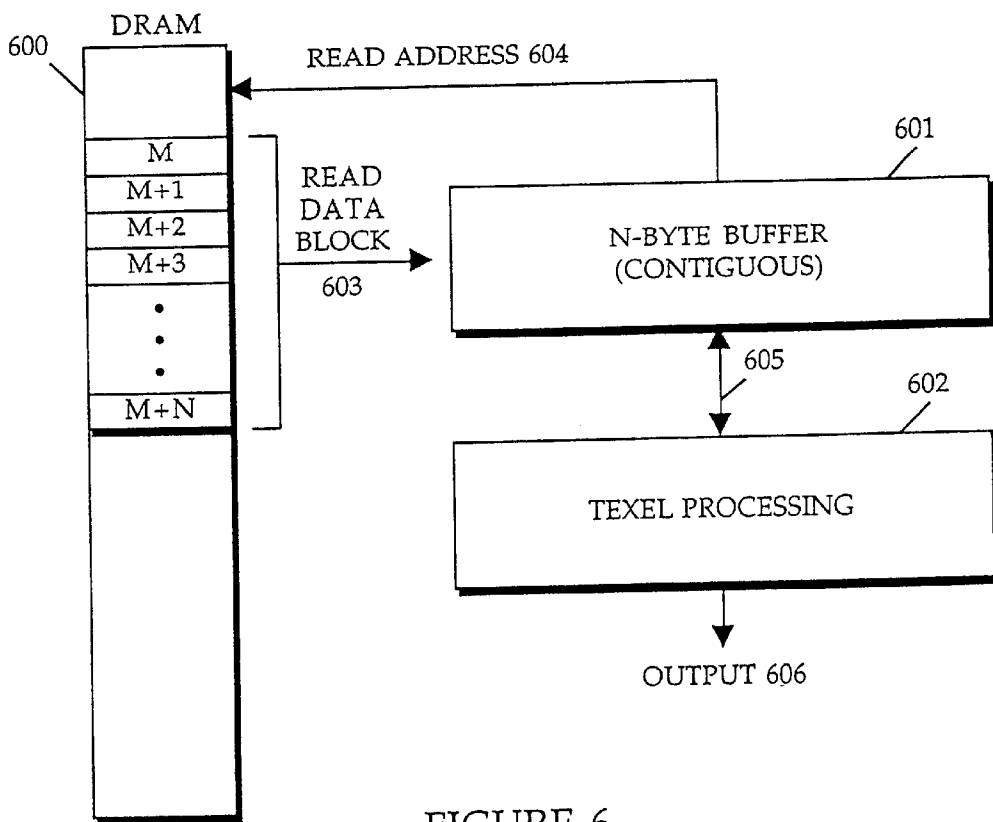 DRAM
600
READ ADDRESS 604
M
M+1
M+2
M+3
M+N
READ
DATA
BLOCK
603
601
N-BYTE BUFFER
(CONTIGUOUS)
605
602
TEXEL PROCESSING
OUTPUT 606
FIGURE 6